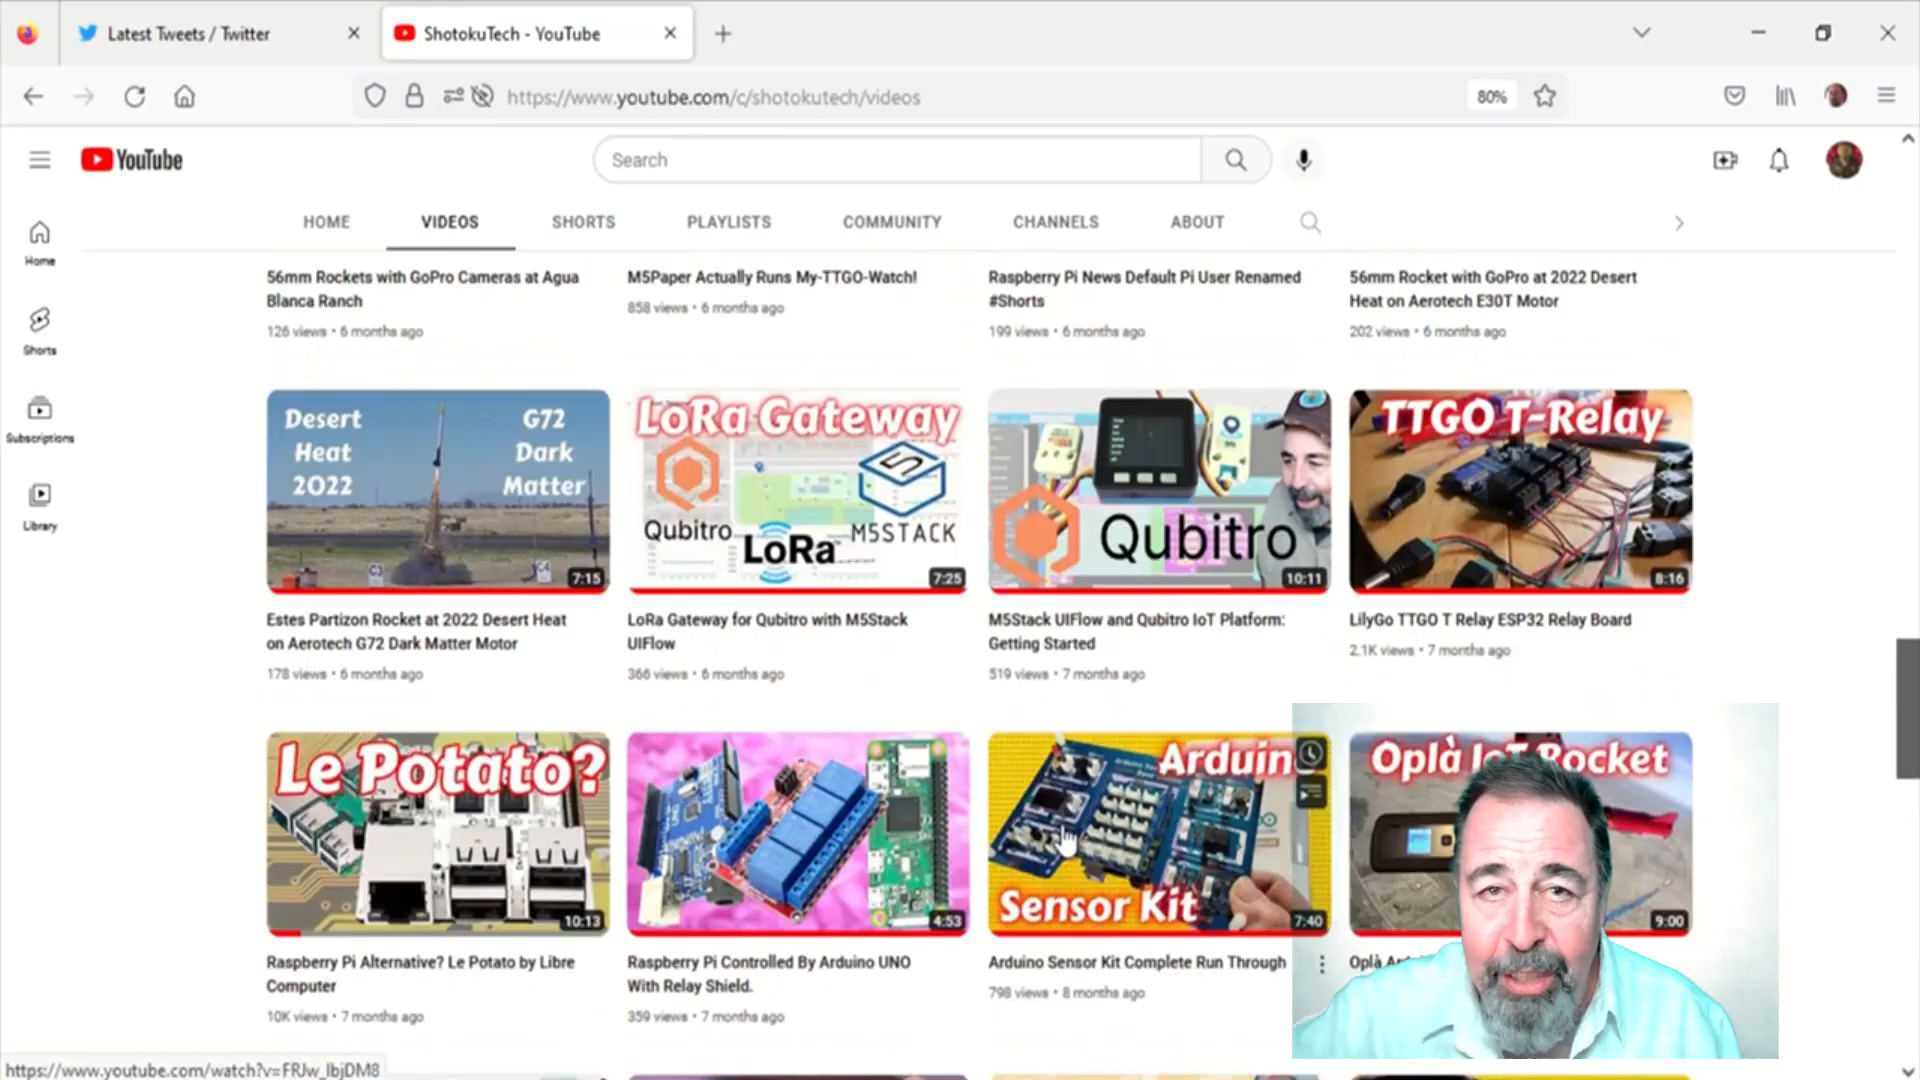 Latest Tweets / Twitter
ShotokuTech - YouTube
https://www.youtube.com/c/shotokutech/videos
80%
YouTube
Search
HOME
VIDEOS
SHORTS
PLAYLISTS
COMMUNITY
CHANNELS
ABOUT
Home
Shorts
Subscriptions
Library
56mm Rockets with GoPro Cameras at Agua
Blanca Ranch
126 views • 6 months ago
M5Paper Actually Runs My-TTGO-Watch!
858 views • 6 months ago
Raspberry Pi News Default Pi User Renamed
#Shorts
199 views • 6 months ago
56mm Rocket with GoPro at 2022 Desert
Heat on Aerotech E30T Motor
202 views • 6 months ago
Desert
Heat
2022
G72
Dark
Matter
C3
C4
7:15
Estes Partizon Rocket at 2022 Desert Heat
on Aerotech G72 Dark Matter Motor
178 views • 6 months ago
LoRa Gateway
Qubitro
LoRa
5
M5STACK
7:25
LoRa Gateway for Qubitro with M5Stack
UIFlow
366 views • 6 months ago
Qubitro
10:11
M5Stack UIFlow and Qubitro IoT Platform:
Getting Started
519 views • 7 months ago
TTGO T-Relay
8:16
LilyGo TTGO T Relay ESP32 Relay Board
2.1K views • 7 months ago
Le Potato?
10:13
Raspberry Pi Alternative? Le Potato by Libre
Computer
10K views • 7 months ago
4:53
Raspberry Pi Controlled By Arduino UNO
With Relay Shield.
359 views • 7 months ago
Arduin
Sensor Kit
7:40
Arduino Sensor Kit Complete Run Through
798 views • 8 months ago
Oplà IoT Rocket
9:00
Oplà
https://www.youtube.com/watch?v=FRJw_lbjDM8